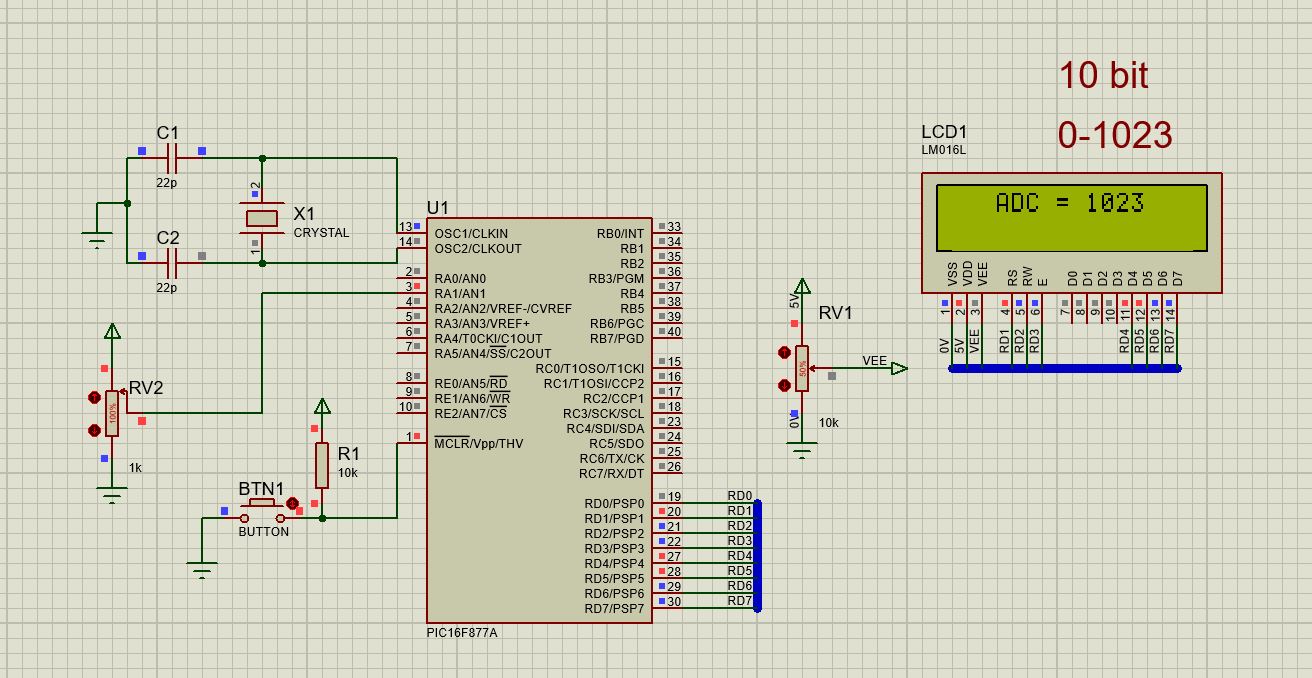 10 bit
0-1023
LCD1
LM016L
ADC = 1023
VSS
VDD
VEE
RS
RW
E
D0
D1
D2
D3
D4
D5
D6
D7
1
2
3
4
5
6
7
8
9
10
11
12
13
14
0V
5V
VEE
RD1
RD2
RD3
RD4
RD5
RD6
RD7
C1
22p
C2
22p
2
1
X1
CRYSTAL
U1
13 OSC1/CLKIN
14 OSC2/CLKOUT
2 RA0/AN0
3 RA1/AN1
4 RA2/AN2/VREF-/CVREF
5 RA3/AN3/VREF+
6 RA4/T0CKI/C1OUT
7 RA5/AN4/SS/C2OUT
8 RE0/AN5/RD
9 RE1/AN6/WR
10 RE2/AN7/CS
1 MCLR/Vpp/THV
RB0/INT 33
RB1 34
RB2 35
RB3/PGM 36
RB4 37
RB5 38
RB6/PGC 39
RB7/PGD 40
RC0/T1OSO/T1CKI 15
RC1/T1OSI/CCP2 16
RC2/CCP1 17
RC3/SCK/SCL 18
RC4/SDI/SDA 23
RC5/SDO 24
RC6/TX/CK 25
RC7/RX/DT 26
RD0/PSP0 19 RD0
RD1/PSP1 20 RD1
RD2/PSP2 21 RD2
RD3/PSP3 22 RD3
RD4/PSP4 27 RD4
RD5/PSP5 28 RD5
RD6/PSP6 29 RD6
RD7/PSP7 30 RD7
PIC16F877A
RV2
100%
1k
R1
10k
BTN1
BUTTON
5V
RV1
50%
VEE
0V
10k